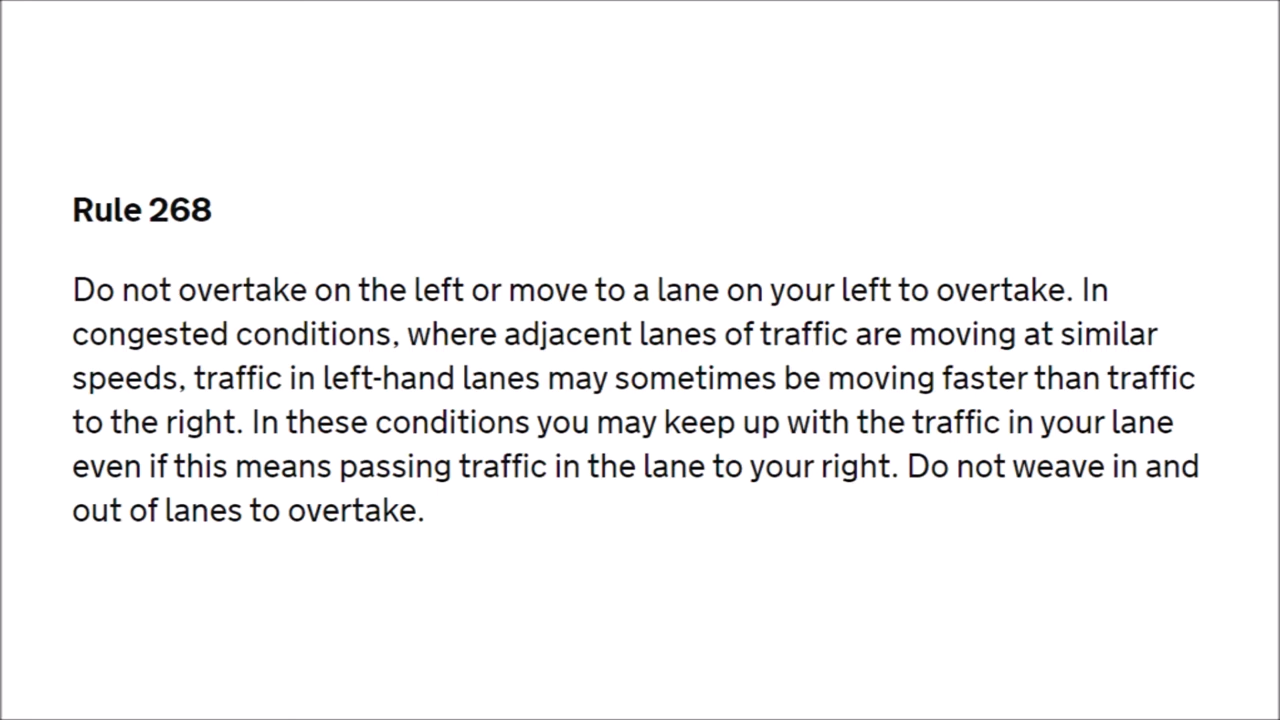 Rule 268
Do not overtake on the left or move to a lane on your left to overtake. In
congested conditions, where adjacent lanes of traffic are moving at similar
speeds, traffic in left-hand lanes may sometimes be moving faster than traffic
to the right. In these conditions you may keep up with the traffic in your lane
even if this means passing traffic in the lane to your right. Do not weave in and
out of lanes to overtake.